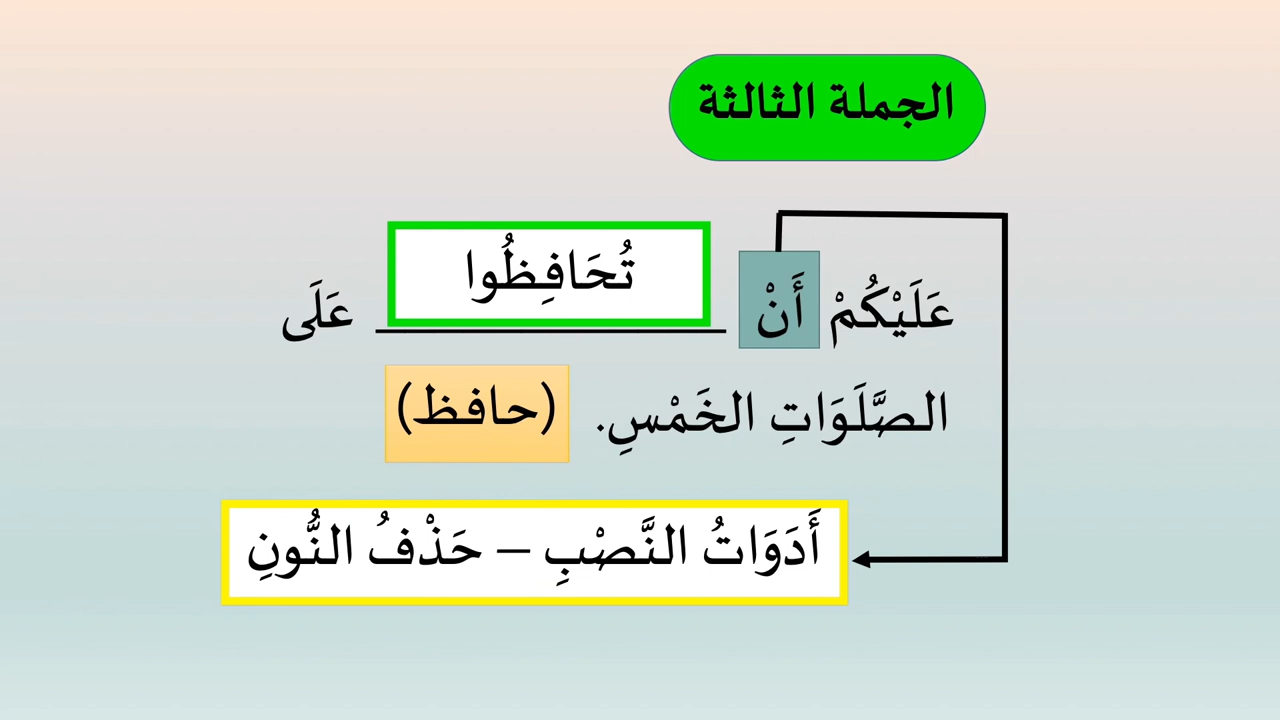 الجملة الثالثة
عَلَيْكُمْ أَنْ تُحَافِظُوا عَلَى
الصَّلَوَاتِ الخَمْسِ. (حافظ)
أَدَوَاتُ النَّصْبِ – حَذْفُ النُّونِ